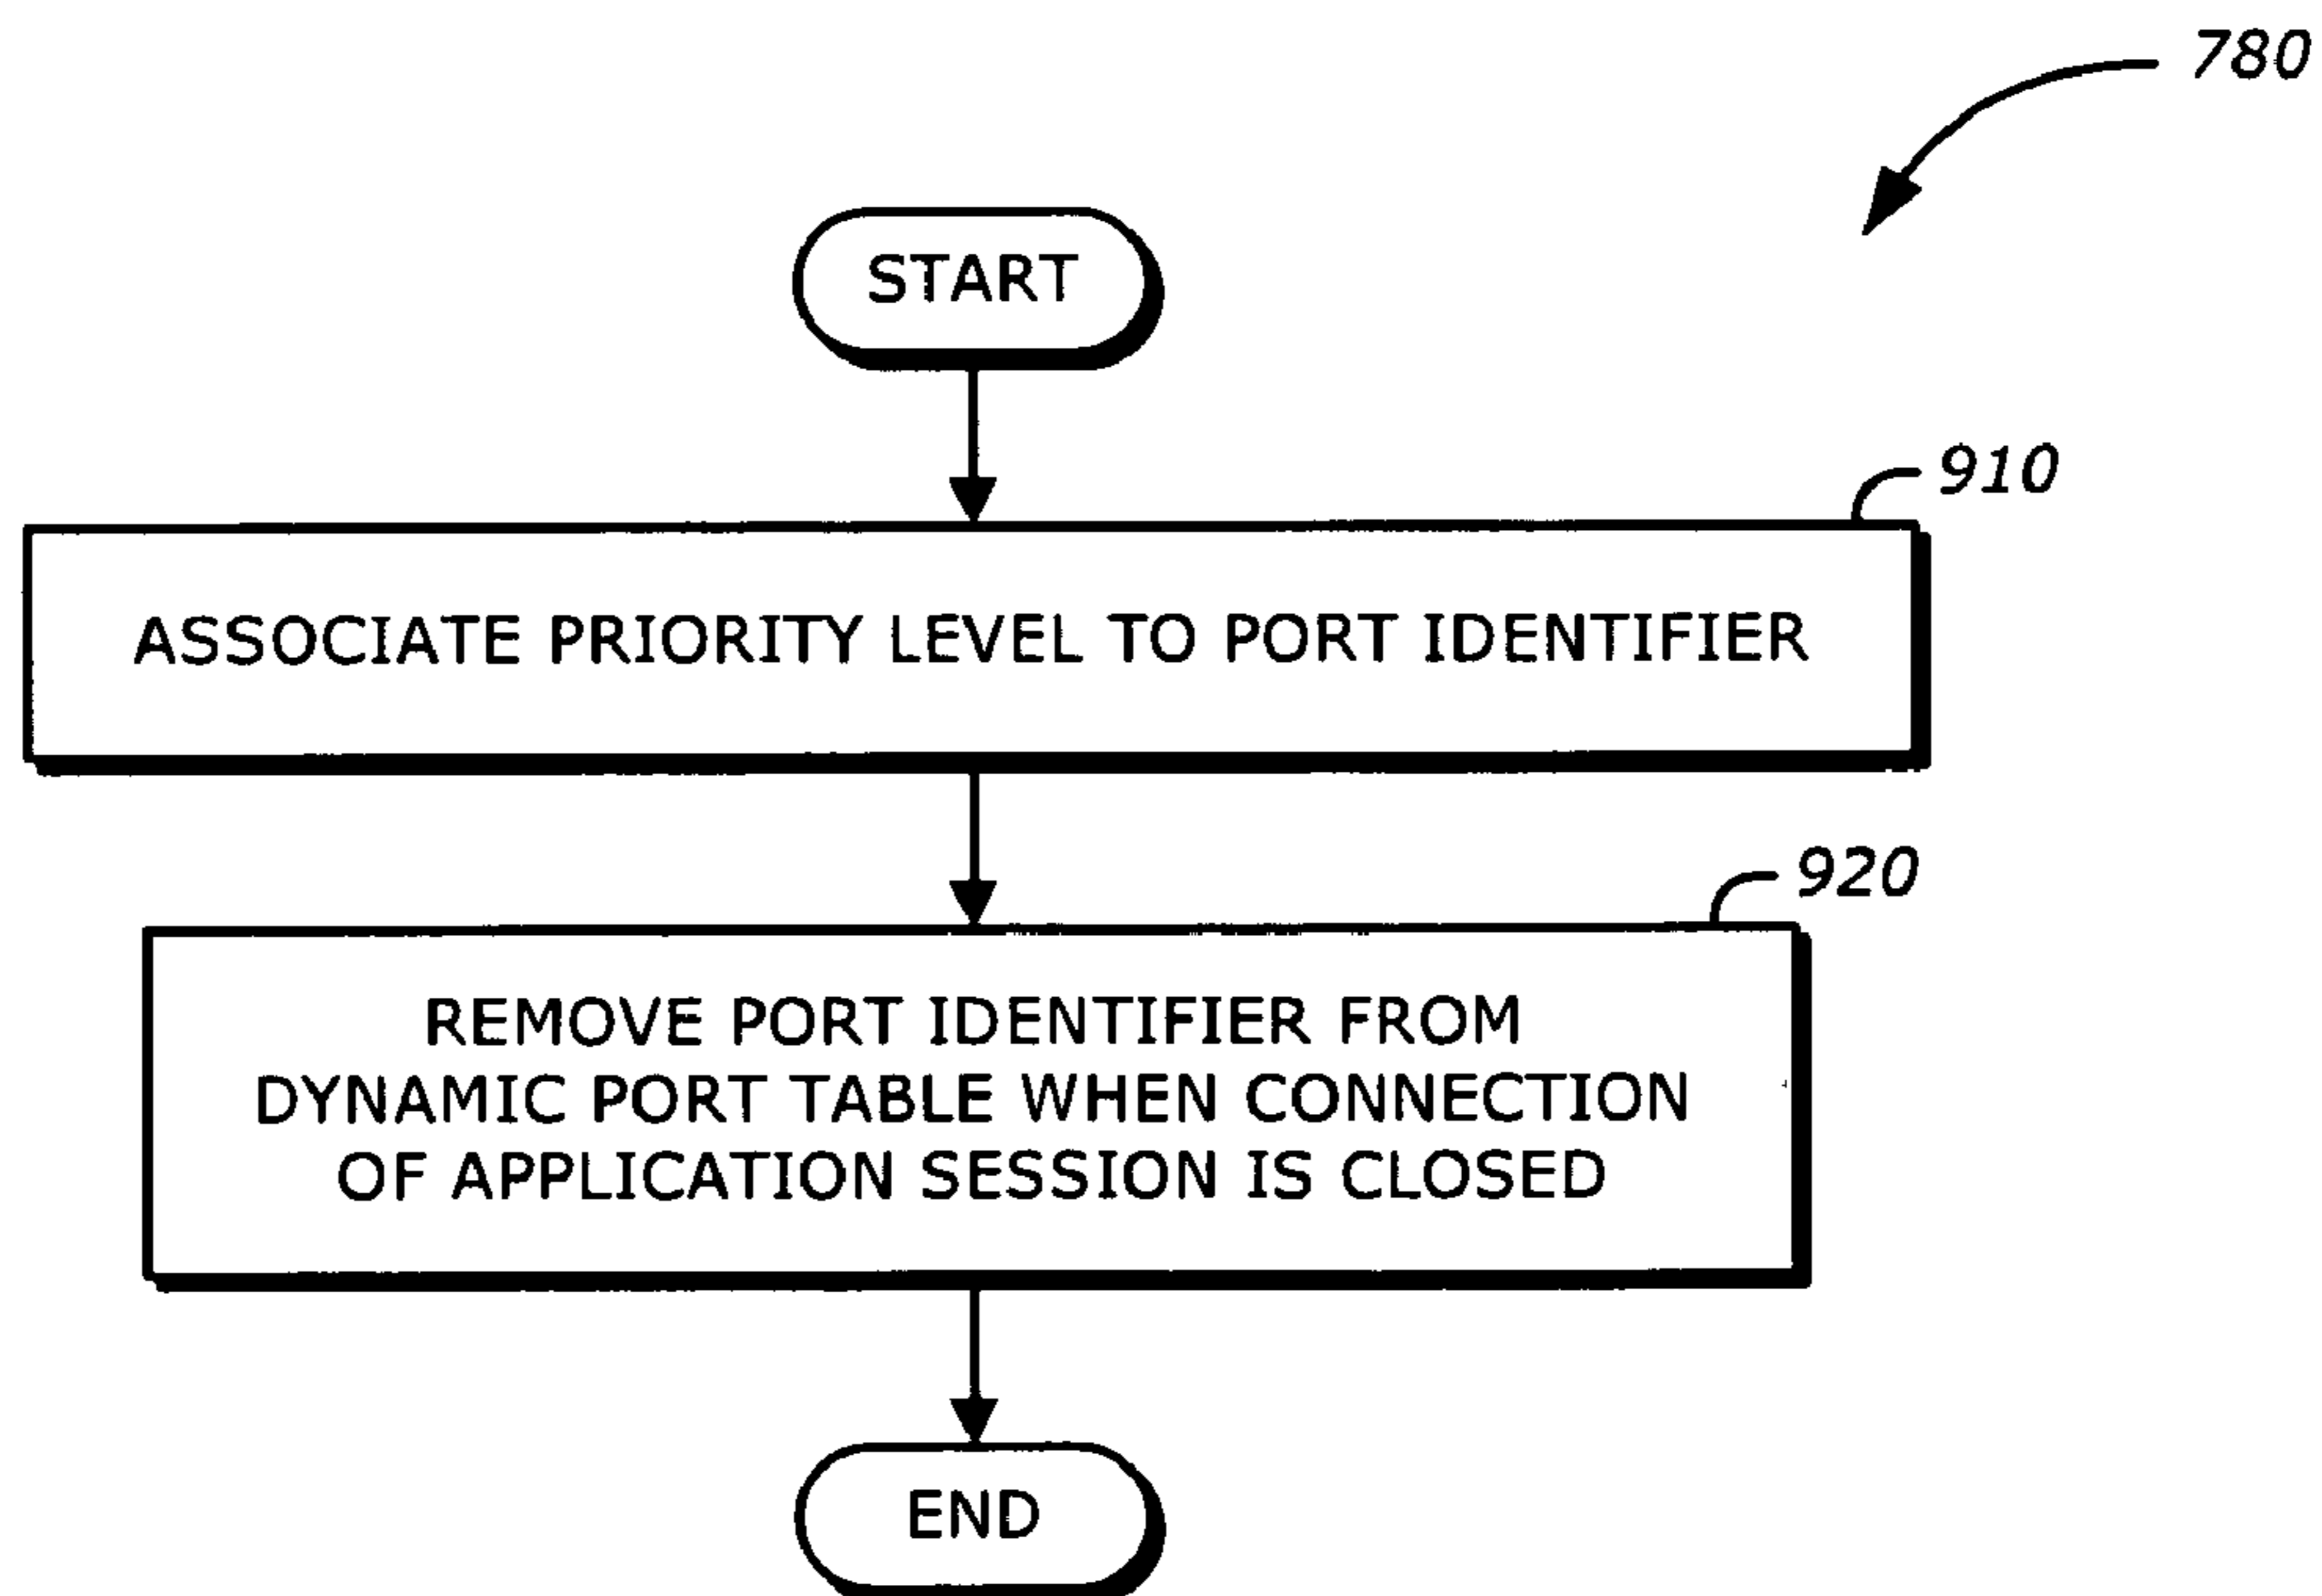 780
START
910
ASSOCIATE PRIORITY LEVEL TO PORT IDENTIFIER
920
REMOVE PORT IDENTIFIER FROM
DYNAMIC PORT TABLE WHEN CONNECTION
OF APPLICATION SESSION IS CLOSED
END